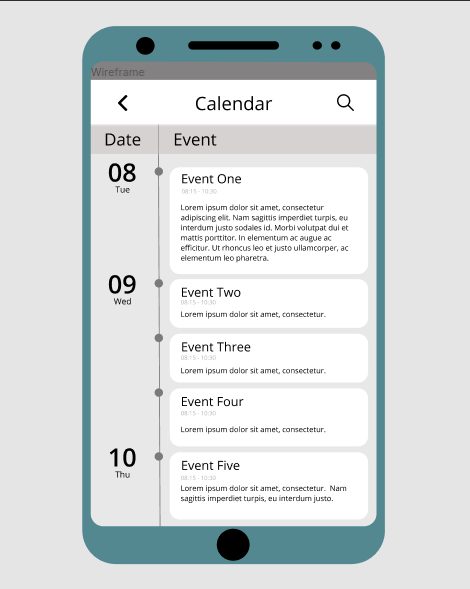 Wireframe
Calendar
Date Event
08
Tue
Event One
08:15 - 10:30
Lorem ipsum dolor sit amet, consectetur
adipiscing elit. Nam sagittis imperdiet turpis, eu
interdum justo sodales id. Morbi volutpat dui et
mattis porttitor. In elementum ac augue ac
efficitur. Ut rhoncus leo et justo ullamcorper, ac
elementum leo pharetra.
09
Wed
Event Two
08:15 - 10:30
Lorem ipsum dolor sit amet, consectetur.
Event Three
08:15 - 10:30
Lorem ipsum dolor sit amet, consectetur.
Event Four
08:15 - 10:30
Lorem ipsum dolor sit amet, consectetur.
10
Thu
Event Five
08:15 - 10:30
Lorem ipsum dolor sit amet, consectetur. Nam
sagittis imperdiet turpis, eu interdum justo.